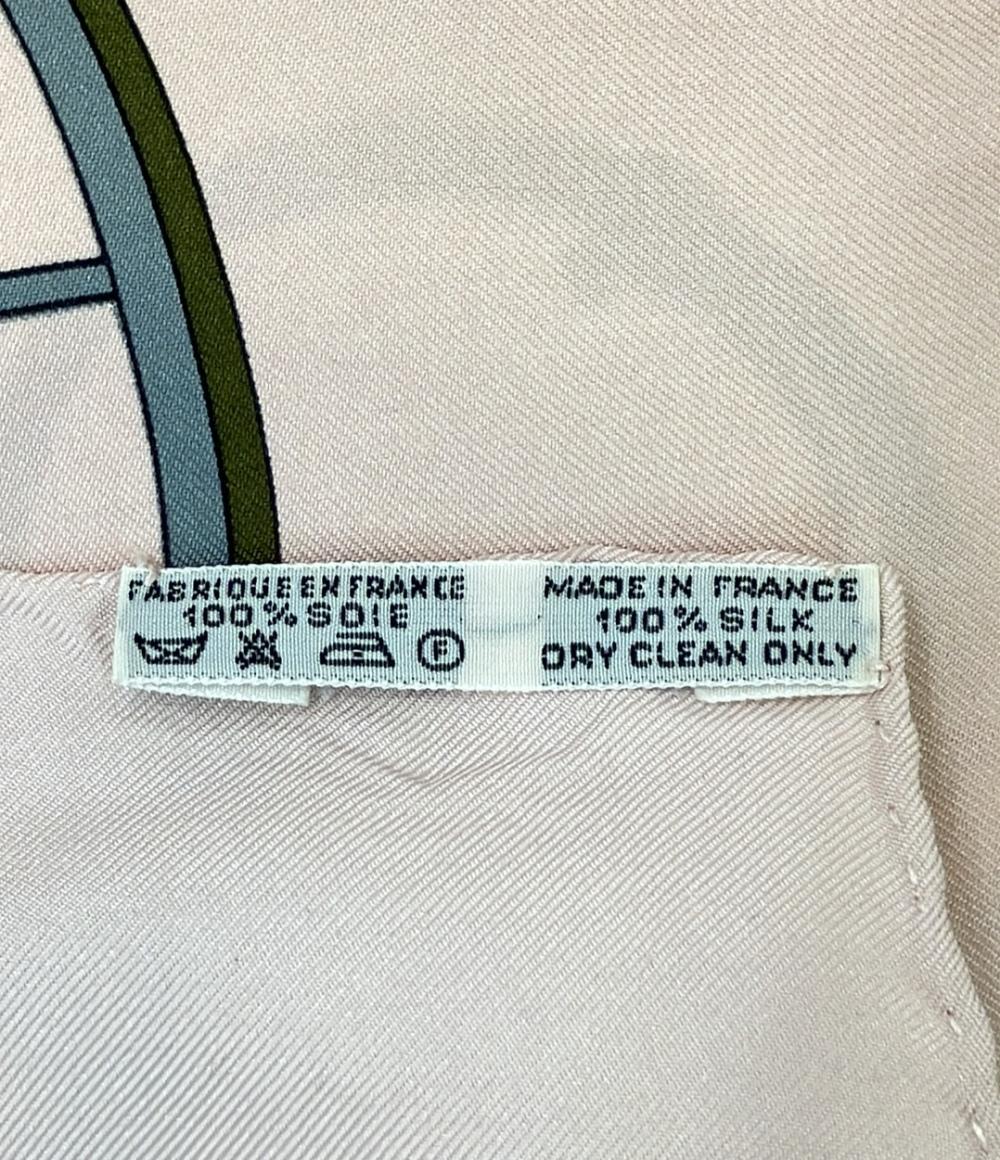 FABRIQUE EN FRANCE
100% SOIE
F
MADE IN FRANCE
100% SILK
DRY CLEAN ONLY